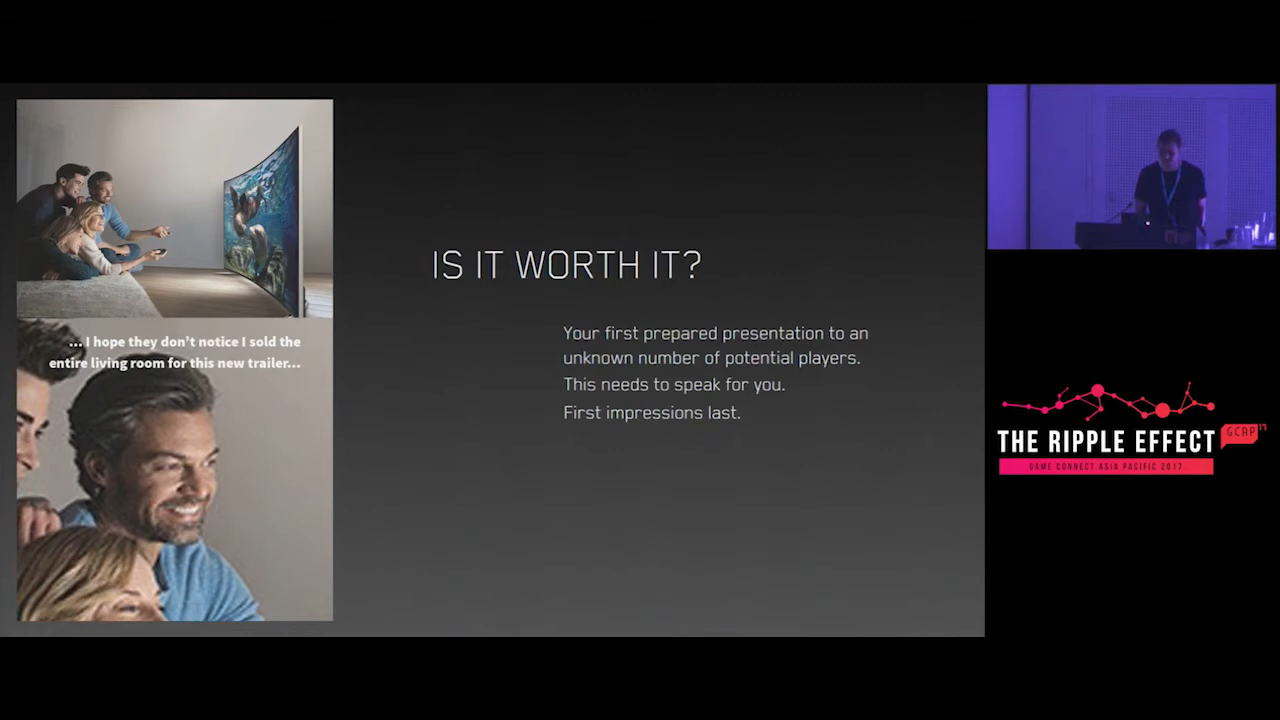 ... I hope they don't notice I sold the
entire living room for this new trailer...
IS IT WORTH IT?
Your first prepared presentation to an
unknown number of potential players.
This needs to speak for you.
First impressions last.
THE RIPPLE EFFECT
GCAP 17
GAME CONNECT ASIA PACIFIC 2017